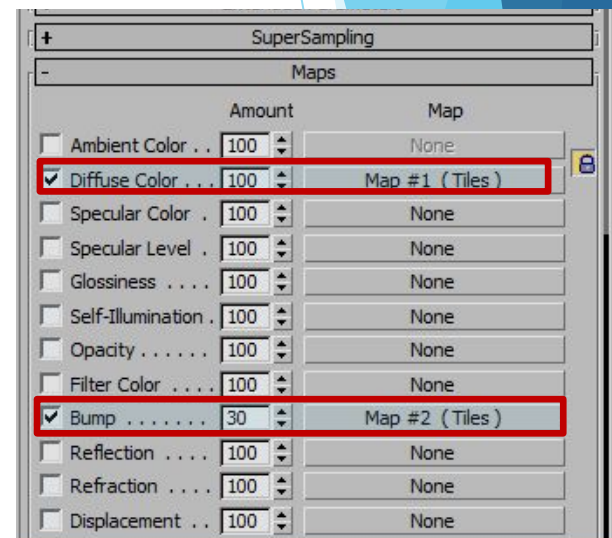 + SuperSampling
- Maps
Amount Map
Ambient Color . . 100 None
Diffuse Color . . . 100 Map #1 ( Tiles )
Specular Color . 100 None
Specular Level . 100 None
Glossiness . . . . 100 None
Self-Illumination . 100 None
Opacity . . . . . . 100 None
Filter Color . . . . 100 None
Bump . . . . . . . 30 Map #2 ( Tiles )
Reflection . . . . 100 None
Refraction . . . . 100 None
Displacement . . 100 None